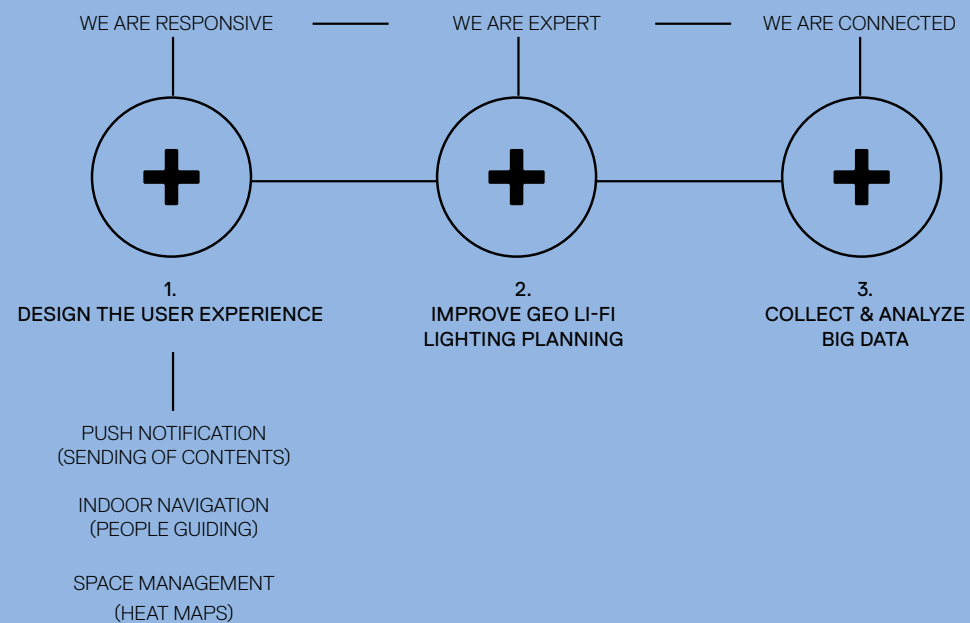 WE ARE RESPONSIVE
WE ARE EXPERT
WE ARE CONNECTED
1.
DESIGN THE USER EXPERIENCE
2.
IMPROVE GEO LI-FI
LIGHTING PLANNING
3.
COLLECT & ANALYZE
BIG DATA
PUSH NOTIFICATION
(SENDING OF CONTENTS)
INDOOR NAVIGATION
(PEOPLE GUIDING)
SPACE MANAGEMENT
(HEAT MAPS)